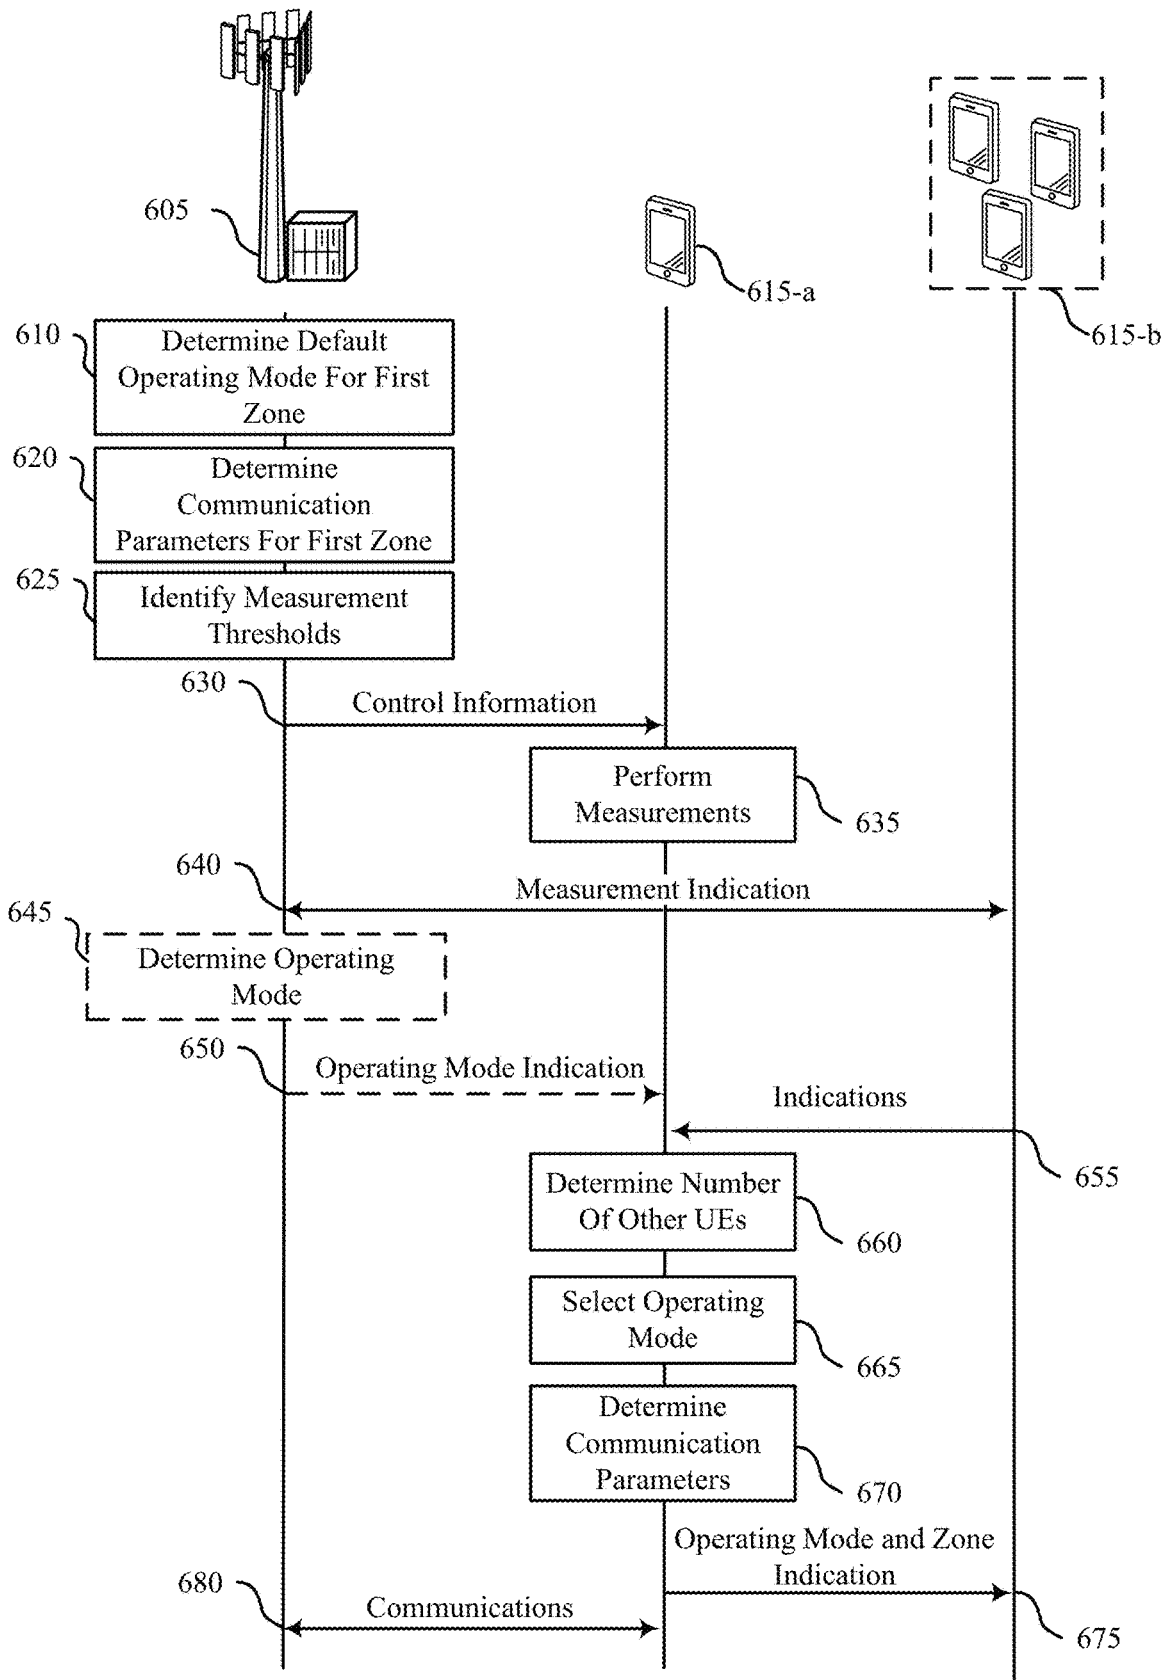 605
615-a
615-b
610
Determine Default
Operating Mode For First
Zone
620
Determine
Communication
Parameters For First Zone
625
Identify Measurement
Thresholds
630
Control Information
Perform
Measurements
635
640
Measurement Indication
645
Determine Operating
Mode
650
Operating Mode Indication
Indications
655
Determine Number
Of Other UEs
660
Select Operating
Mode
665
Determine
Communication
Parameters
670
Operating Mode and Zone
Indication
675
680
Communications